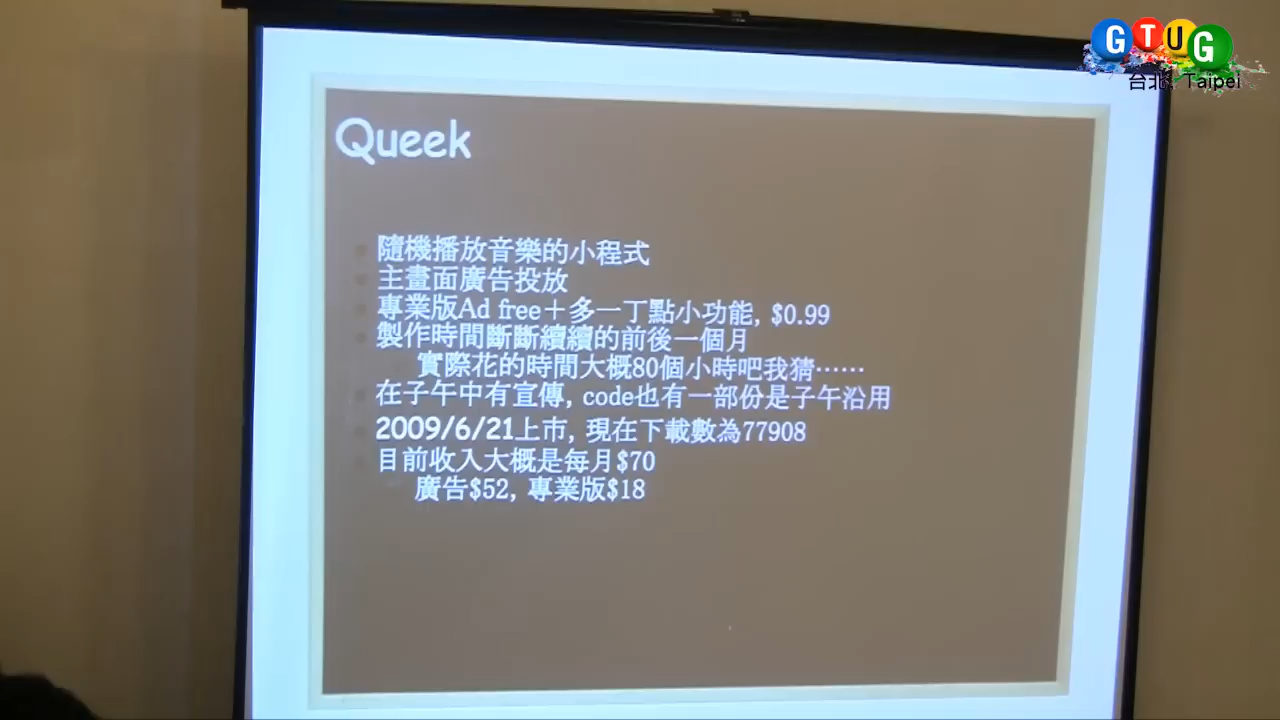 GTUG
台北, Taipei
Queek
隨機播放音樂的小程式
主畫面廣告投放
專業版Ad free＋多一丁點小功能, $0.99
製作時間斷斷續續的前後一個月
實際花的時間大概80個小時吧我猜……
在子午中有宣傳, code也有一部份是子午沿用
2009/6/21上市, 現在下載數為77908
目前收入大概是每月$70
廣告$52, 專業版$18